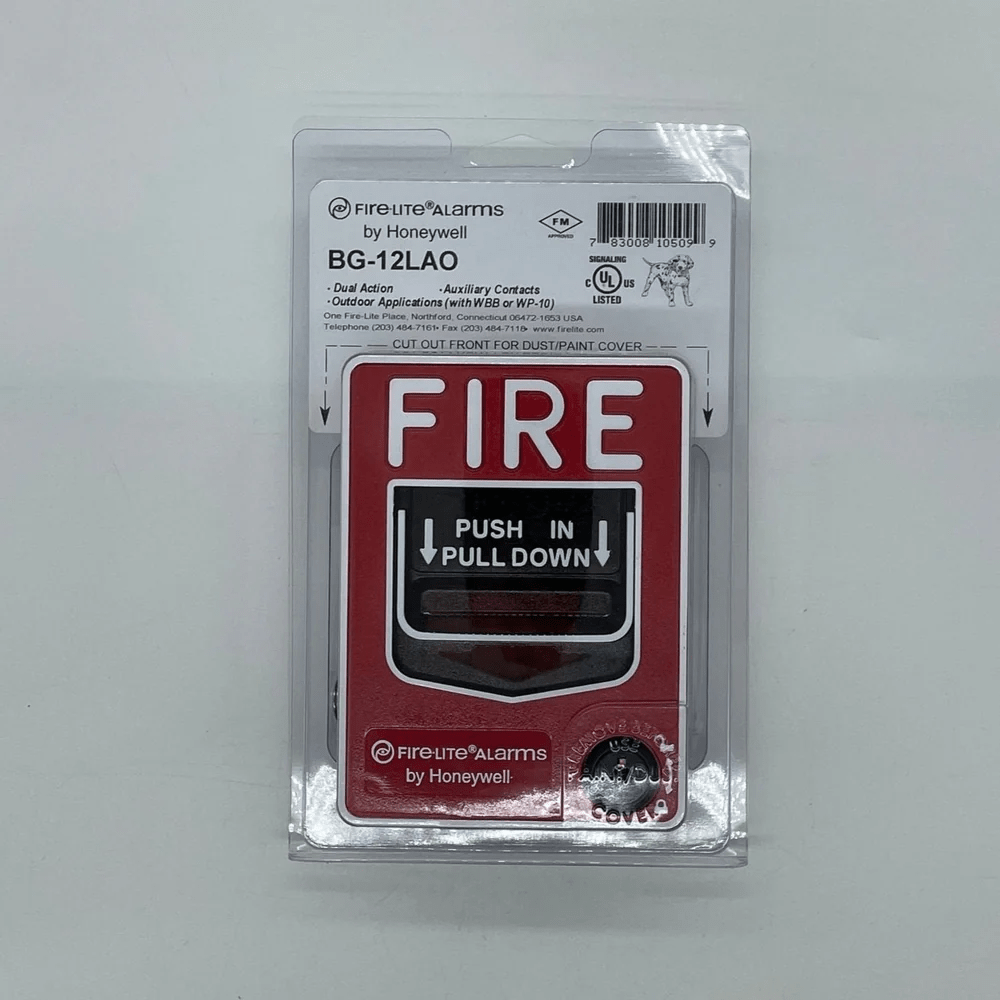 FIRE-LITE®ALARMS
by Honeywell
BG-12LAO
· Dual Action · Auxiliary Contacts
· Outdoor Applications (with WBB or WP-10)
One Fire-Lite Place, Northford, Connecticut 06472-1653 USA
Telephone (203) 484-7161• Fax (203) 484-7118• www.firelite.com
FM
APPROVED
7 83008 10509 9
SIGNALING
C UL US
LISTED
CUT OUT FRONT FOR DUST/PAINT COVER
FIRE
PUSH IN
PULL DOWN
FIRE-LITE®ALARMS
by Honeywell
USE
COVER